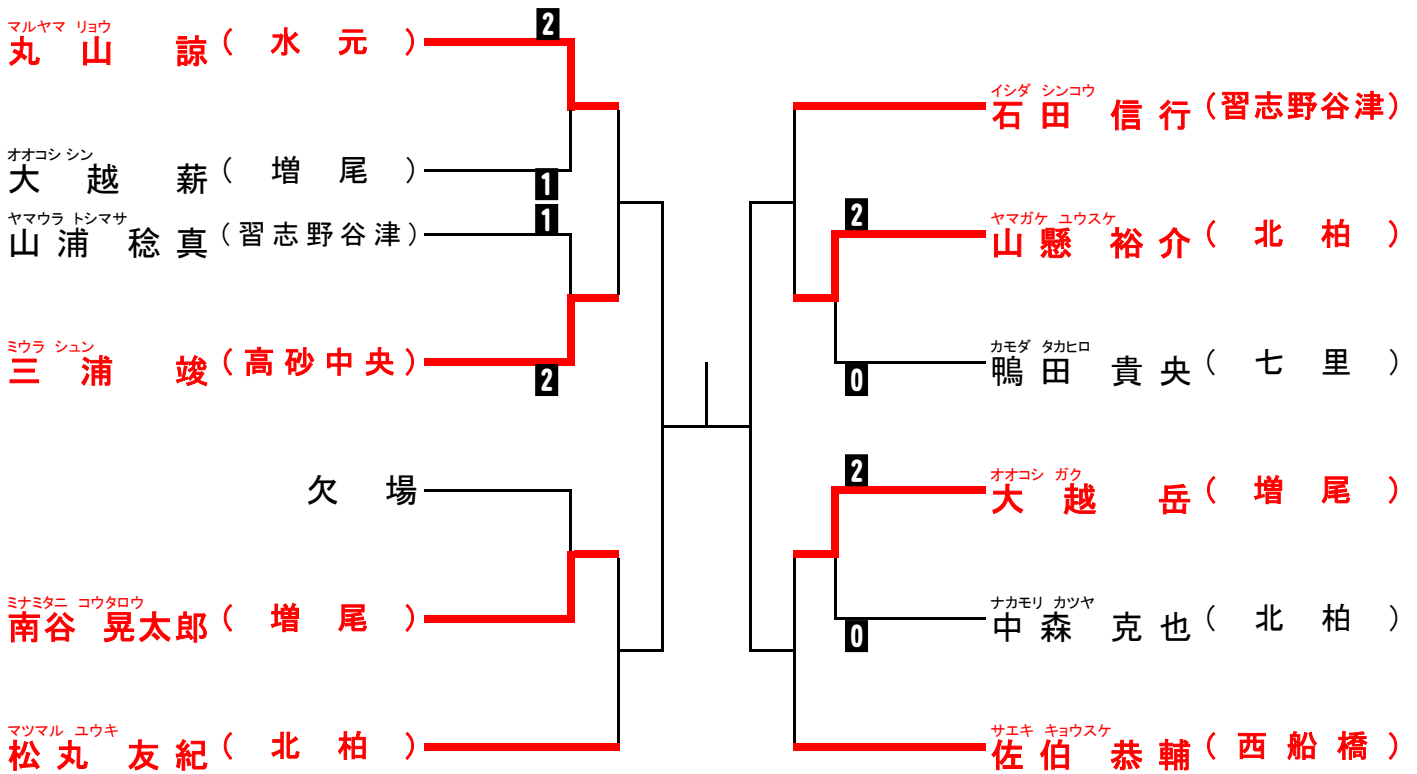 マルヤマ リョウ
丸山 諒 (水元) 2
オオコシ シン
大越 薪 (増尾) 1
ヤマウラ トシマサ
山浦 稔真 (習志野谷津) 1
ミウラ シュン
三浦 竣 (高砂中央) 2
欠場
ミナミタニ コウタロウ
南谷 晃太郎 (増尾)
マツマル ユウキ
松丸 友紀 (北柏)
イシダ シンコウ
石田 信行 (習志野谷津)
ヤマガケ ユウスケ
2 山懸 裕介 (北柏)
カモダ タカヒロ
0 鴨田 貴央 (七里)
オオコシ ガク
2 大越 岳 (増尾)
ナカモリ カツヤ
0 中森 克也 (北柏)
サエキ キョウスケ
佐伯 恭輔 (西船橋)